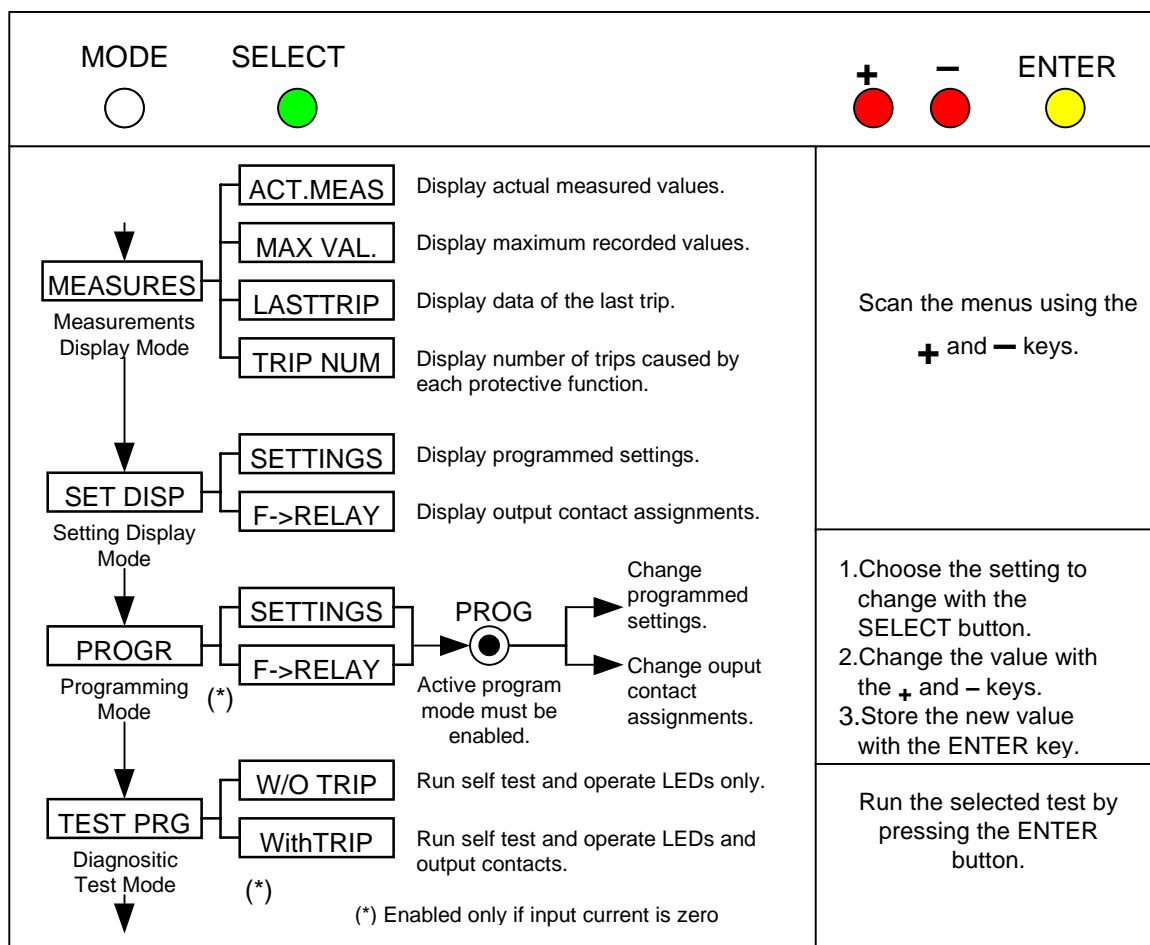 MODE
SELECT
+
–
ENTER
ACT.MEAS
Display actual measured values.
MAX VAL.
Display maximum recorded values.
MEASURES
Measurements
Display Mode
LASTTRIP
Display data of the last trip.
TRIP NUM
Display number of trips caused by
each protective function.
Scan the menus using the
+ and – keys.
SET DISP
Setting Display
Mode
SETTINGS
Display programmed settings.
F->RELAY
Display output contact assignments.
PROGR
Programming
Mode
(*)
SETTINGS
F->RELAY
PROG
Active program
mode must be
enabled.
Change
programmed
settings.
Change ouput
contact
assignments.
1.Choose the setting to
change with the
SELECT button.
2.Change the value with
the + and – keys.
3.Store the new value
with the ENTER key.
TEST PRG
Diagnositic
Test Mode
(*)
W/O TRIP
Run self test and operate LEDs only.
WithTRIP
Run self test and operate LEDs and
output contacts.
(*) Enabled only if input current is zero
Run the selected test by
pressing the ENTER
button.